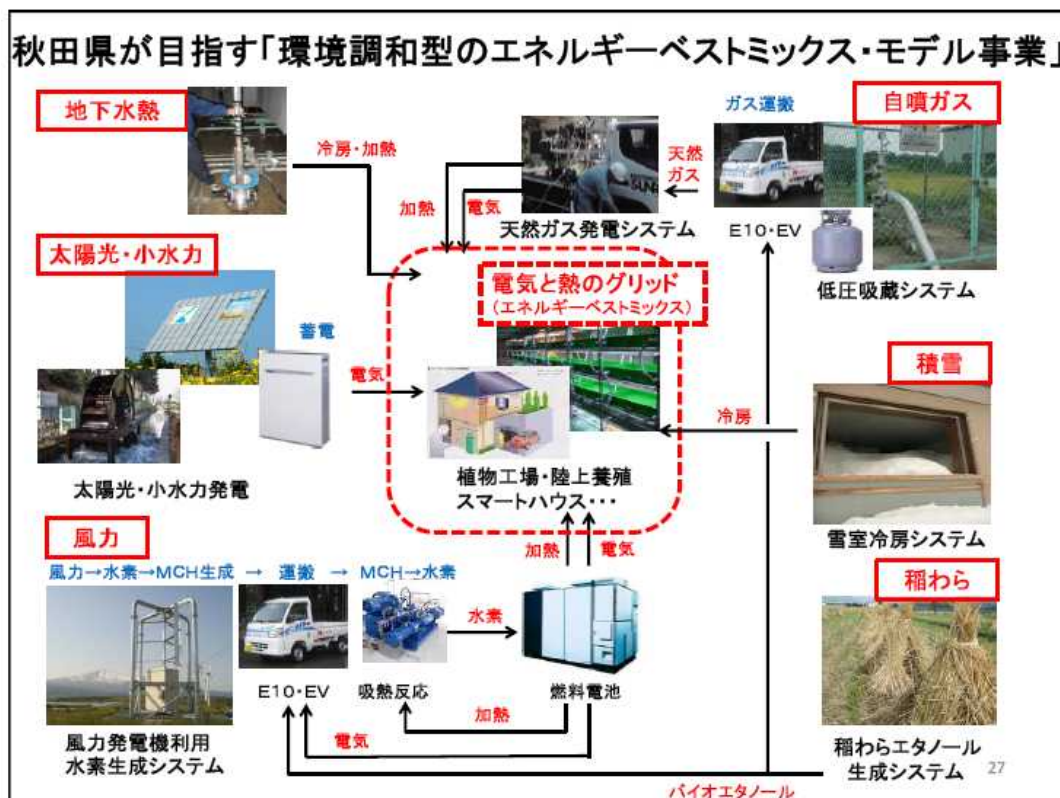 秋田県が目指す「環境調和型のエネルギーベストミックス・モデル事業」
地下水熱
冷房・加熱
加熱
電気
天然ガス発電システム
天然
ガス
ガス運搬
自噴ガス
E10・EV
低圧吸蔵システム
太陽光・小水力
蓄電
電気
太陽光・小水力発電
電気と熱のグリッド
(エネルギーベストミックス)
植物工場・陸上養殖
スマートハウス・・・
冷房
積雪
雪室冷房システム
風力
風力→水素→MCH生成 → 運搬 → MCH→水素
E10・EV
吸熱反応
水素
加熱
電気
燃料電池
加熱
電気
風力発電機利用
水素生成システム
稲わら
稲わらエタノール
生成システム
バイオエタノール
27